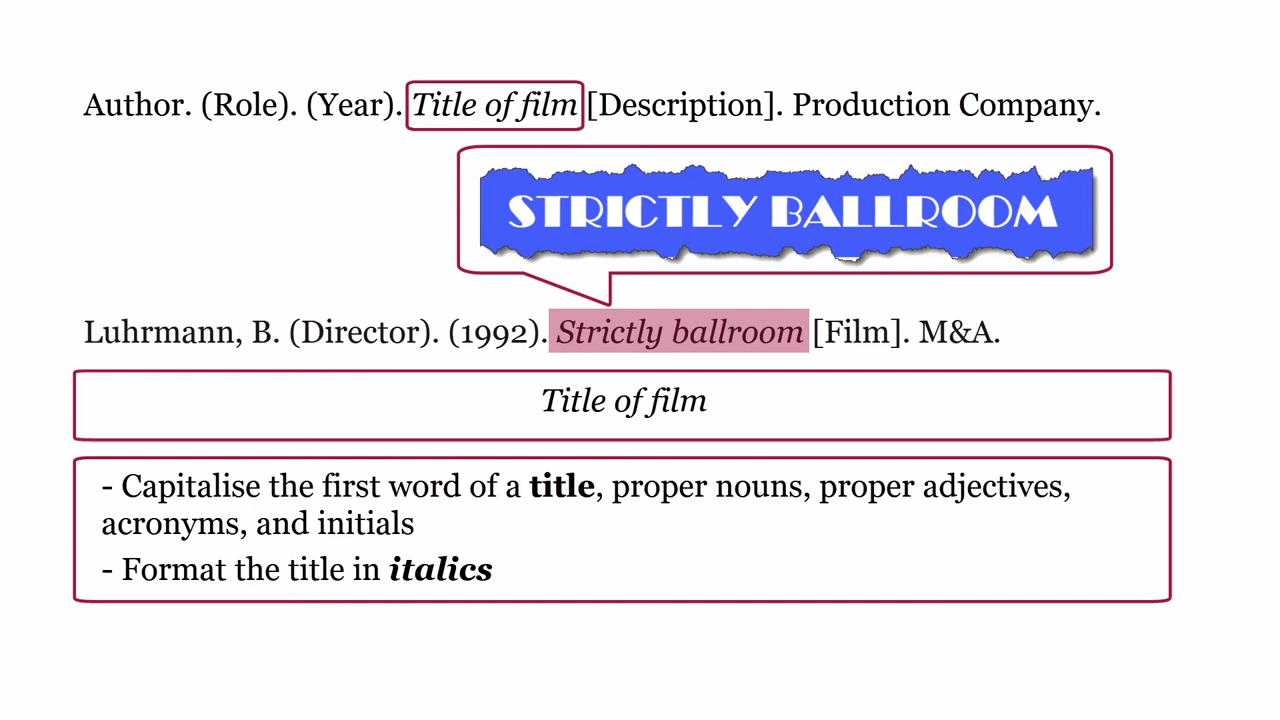 Author. (Role). (Year). Title of film [Description]. Production Company.
STRICTLY BALLROOM
Luhrmann, B. (Director). (1992). Strictly ballroom [Film]. M&A.
Title of film
- Capitalise the first word of a title, proper nouns, proper adjectives,
acronyms, and initials
- Format the title in italics